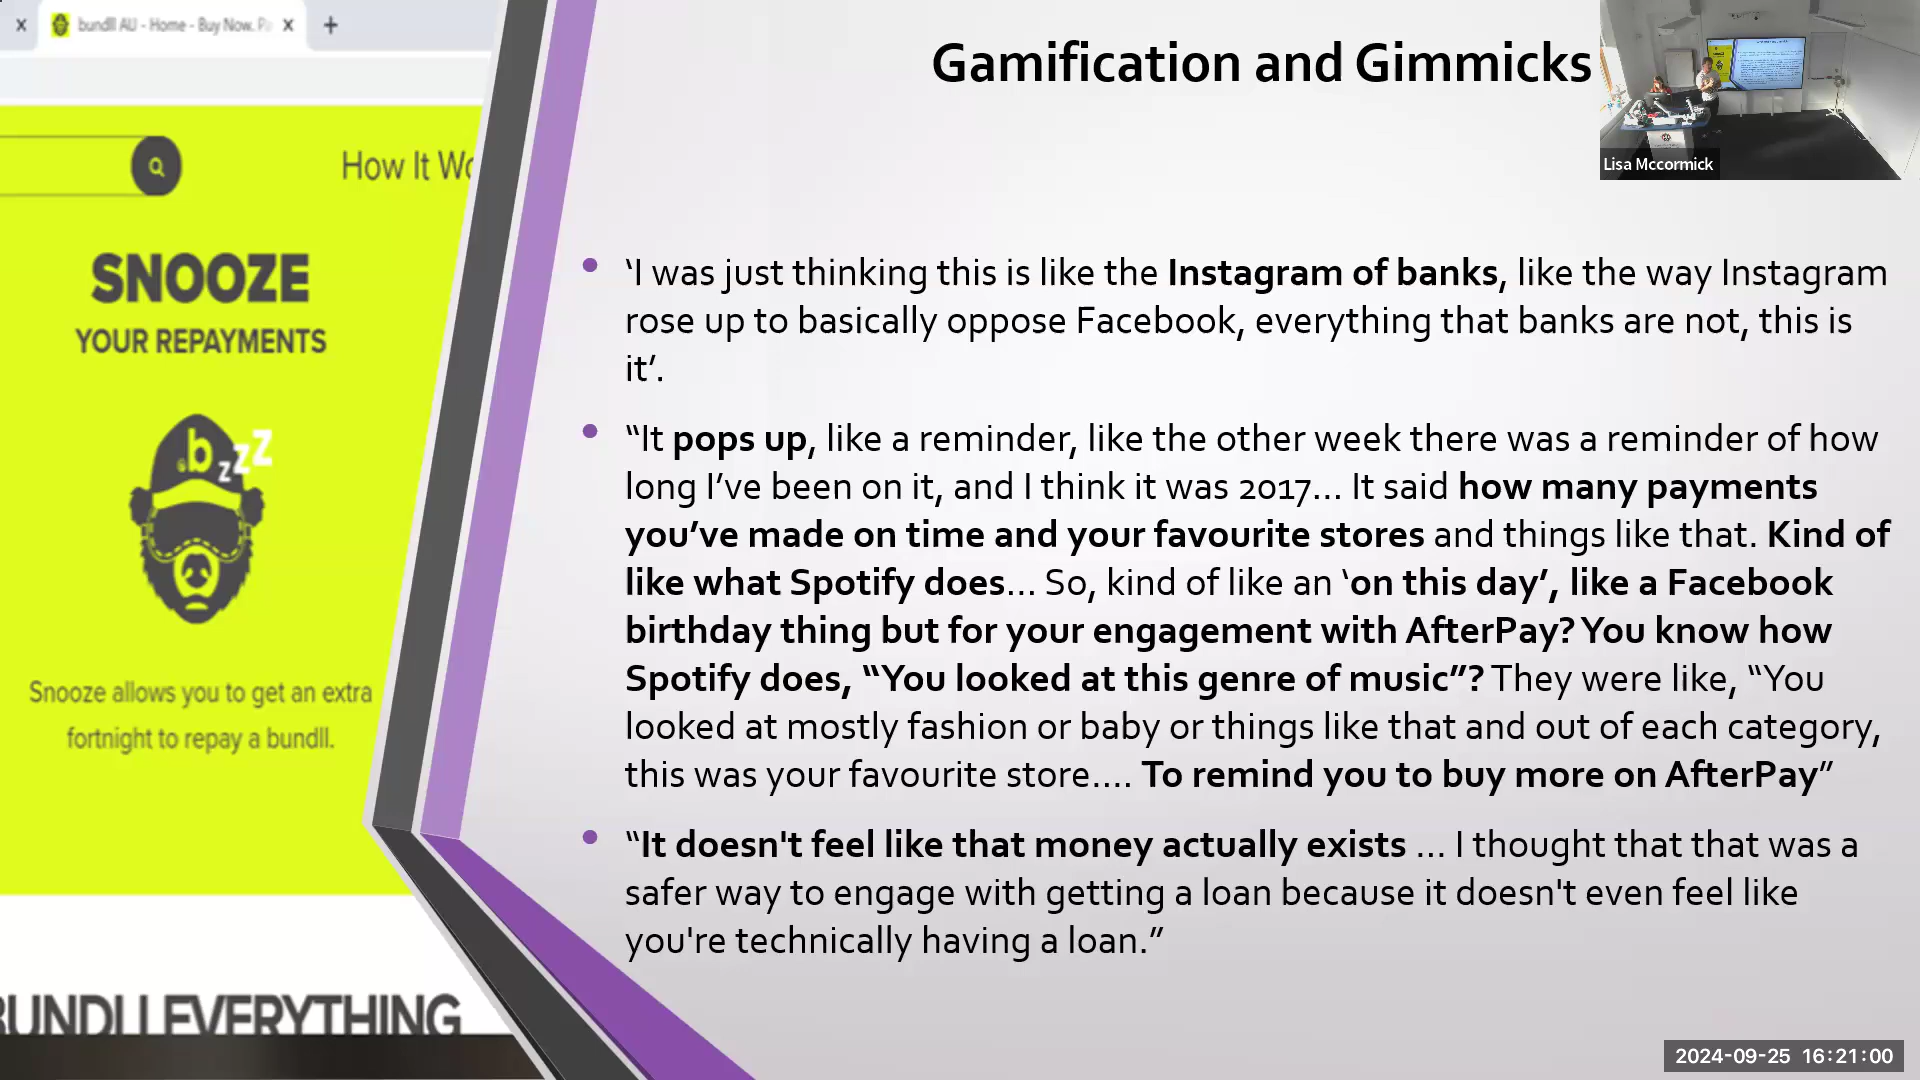 bundll AU - Home - Buy Now. Pa
How It Wo
SNOOZE
YOUR REPAYMENTS
.b zzZ
Snooze allows you to get an extra
fortnight to repay a bundll.
BUNDLL EVERYTHING
Gamification and Gimmicks
Lisa Mccormick
• ‘I was just thinking this is like the Instagram of banks, like the way Instagram
rose up to basically oppose Facebook, everything that banks are not, this is
it’.
• “It pops up, like a reminder, like the other week there was a reminder of how
long I’ve been on it, and I think it was 2017... It said how many payments
you’ve made on time and your favourite stores and things like that. Kind of
like what Spotify does... So, kind of like an ‘on this day’, like a Facebook
birthday thing but for your engagement with AfterPay? You know how
Spotify does, “You looked at this genre of music”? They were like, “You
looked at mostly fashion or baby or things like that and out of each category,
this was your favourite store.... To remind you to buy more on AfterPay”
• “It doesn't feel like that money actually exists ... I thought that that was a
safer way to engage with getting a loan because it doesn't even feel like
you're technically having a loan.”
2024-09-25 16:21:00